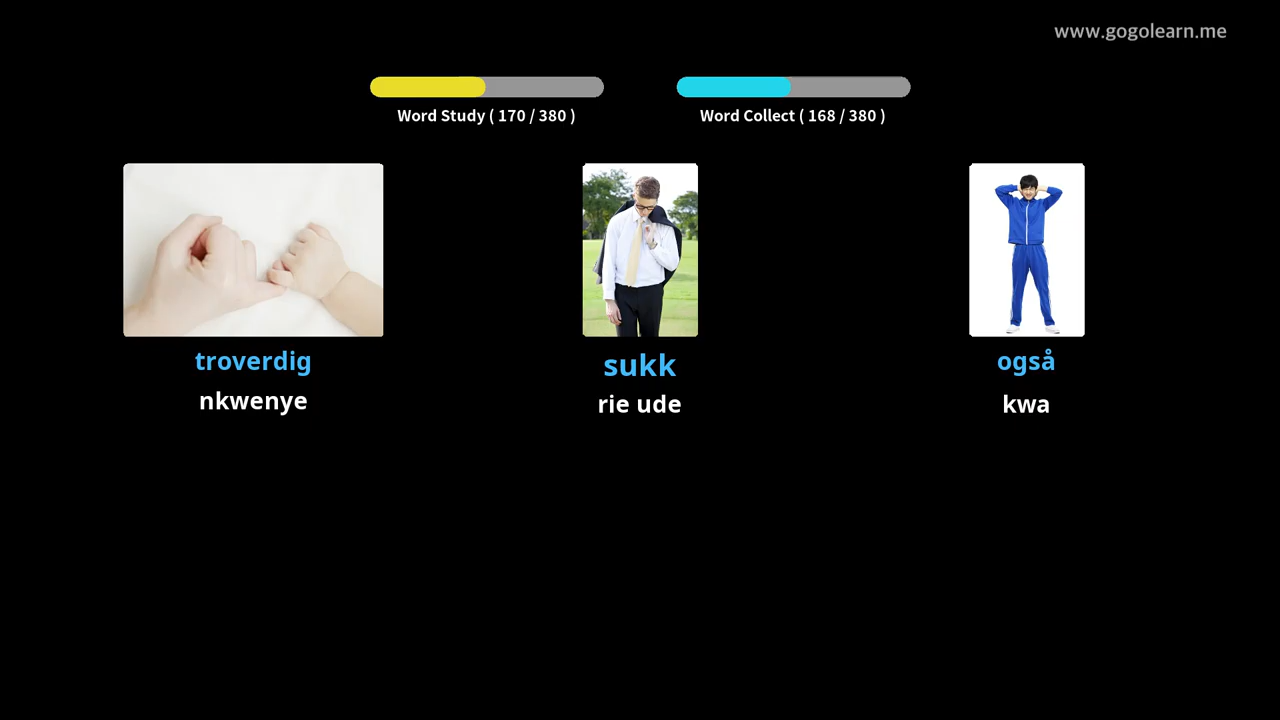 www.gogolearn.me
Word Study ( 170 / 380 )
Word Collect ( 168 / 380 )
troverdig
sukk
også
nkwenye
rie ude
kwa